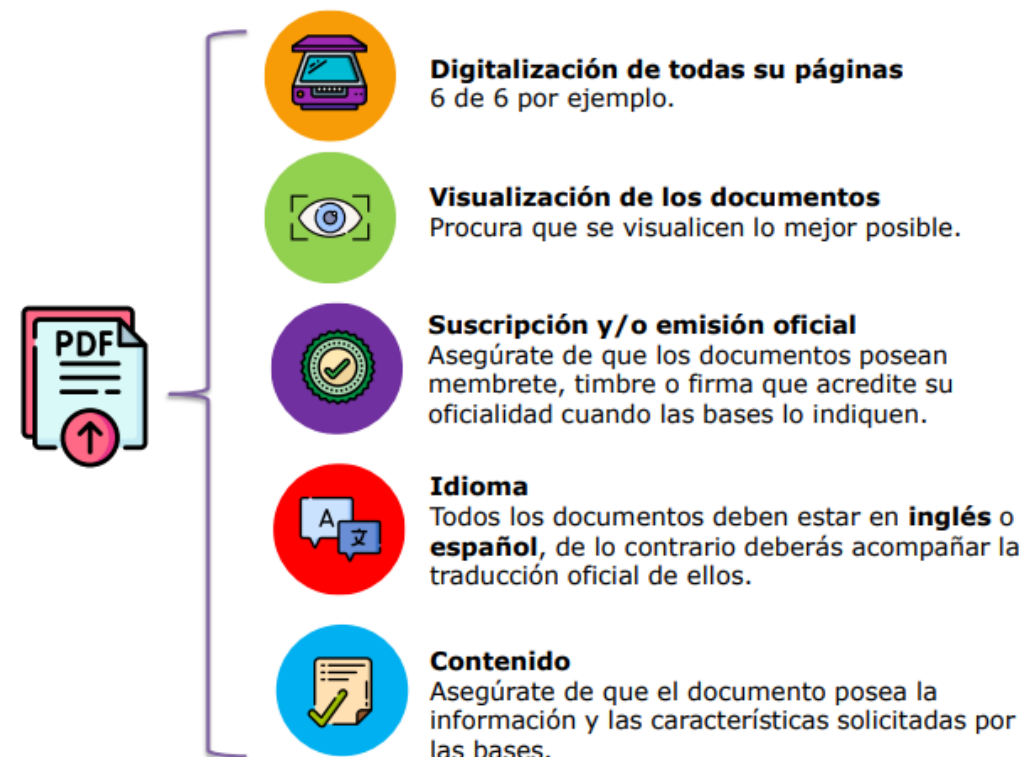 Digitalización de todas su páginas
6 de 6 por ejemplo.
Visualización de los documentos
Procura que se visualicen lo mejor posible.
PDF
Suscripción y/o emisión oficial
Asegúrate de que los documentos posean
membrete, timbre o firma que acredite su
oficialidad cuando las bases lo indiquen.
Idioma
Todos los documentos deben estar en inglés o
español, de lo contrario deberás acompañar la
traducción oficial de ellos.
A
文
Contenido
Asegúrate de que el documento posea la
información y las características solicitadas por
las bases.